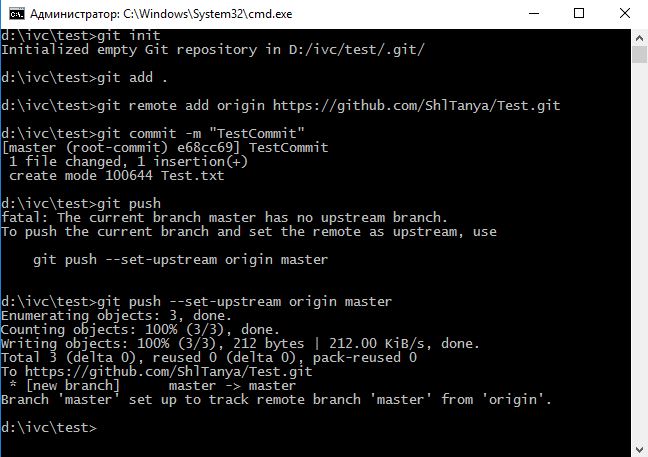 Администратор: C:\Windows\System32\cmd.exe
d:\ivc\test>git init
Initialized empty Git repository in D:/ivc/test/.git/
d:\ivc\test>git add .
d:\ivc\test>git remote add origin https://github.com/ShlTanya/Test.git
d:\ivc\test>git commit -m "TestCommit"
[master (root-commit) e68cc69] TestCommit
 1 file changed, 1 insertion(+)
 create mode 100644 Test.txt
d:\ivc\test>git push
fatal: The current branch master has no upstream branch.
To push the current branch and set the remote as upstream, use
    git push --set-upstream origin master
d:\ivc\test>git push --set-upstream origin master
Enumerating objects: 3, done.
Counting objects: 100% (3/3), done.
Writing objects: 100% (3/3), 212 bytes | 212.00 KiB/s, done.
Total 3 (delta 0), reused 0 (delta 0), pack-reused 0
To https://github.com/ShlTanya/Test.git
 * [new branch]      master -> master
Branch 'master' set up to track remote branch 'master' from 'origin'.
d:\ivc\test>